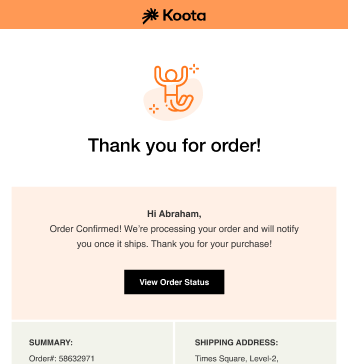 Koota
Thank you for order!
Hi Abraham,
Order Confirmed! We're processing your order and will notify
you once it ships. Thank you for your purchase!
View Order Status
SUMMARY:
Order#: 58632971
SHIPPING ADDRESS:
Times Square, Level-2,